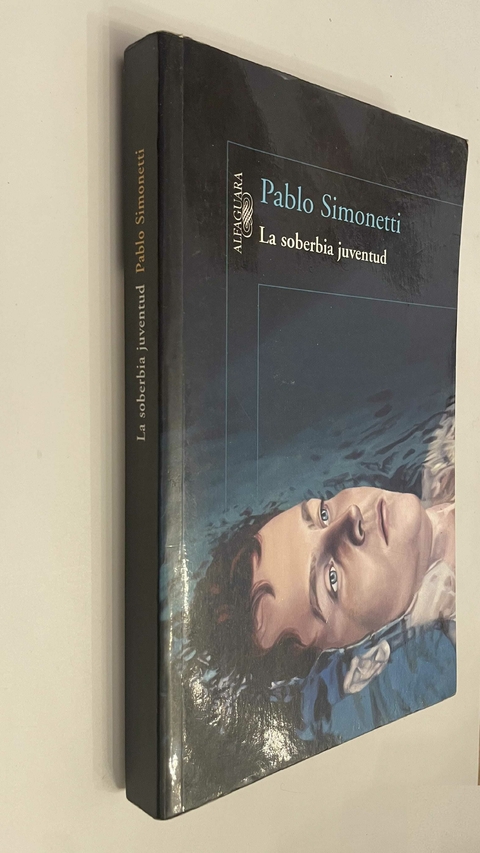 La soberbia juventud Pablo Simonetti
ALFAGUARA
Pablo Simonetti
La soberbia juventud